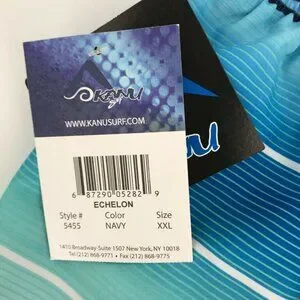 KANU
Surf
WWW.KANUSURF.COM
6 87290 05282 9
ECHELON
Style # Color Size
5455 NAVY XXL
1410 Broadway Suite 1507 New York, NY 10018
Tel (212) 868-9771 • Fax (212) 868-9775